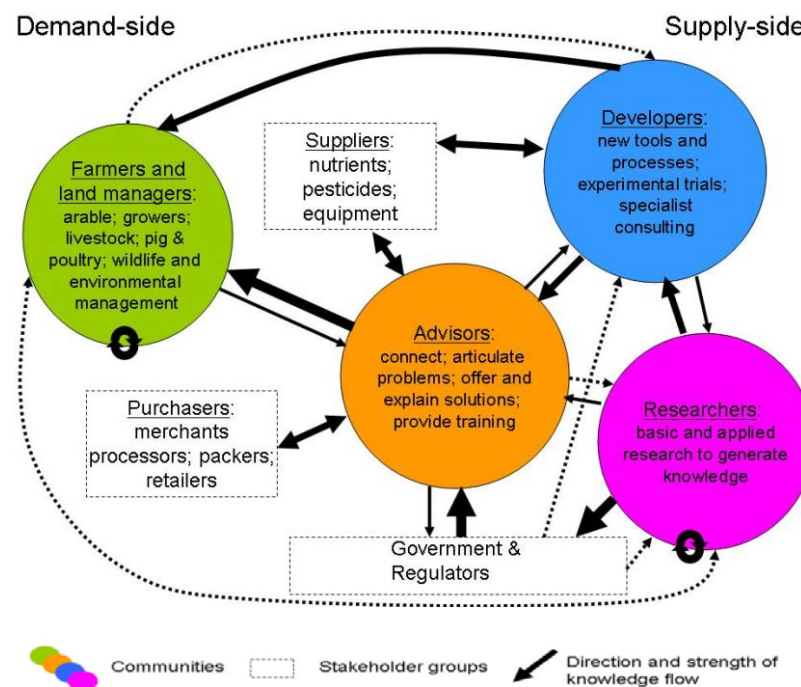 Demand-side
Supply-side
Farmers and
land managers:
arable; growers;
livestock; pig &
poultry; wildlife and
environmental
management
Suppliers:
nutrients;
pesticides;
equipment
Developers:
new tools and
processes;
experimental trials;
specialist
consulting
Advisors:
connect; articulate
problems; offer and
explain solutions;
provide training
Purchasers:
merchants
processors; packers;
retailers
Researchers:
basic and applied
research to generate
knowledge
Government &
Regulators
Communities
Stakeholder groups
Direction and strength of
knowledge flow